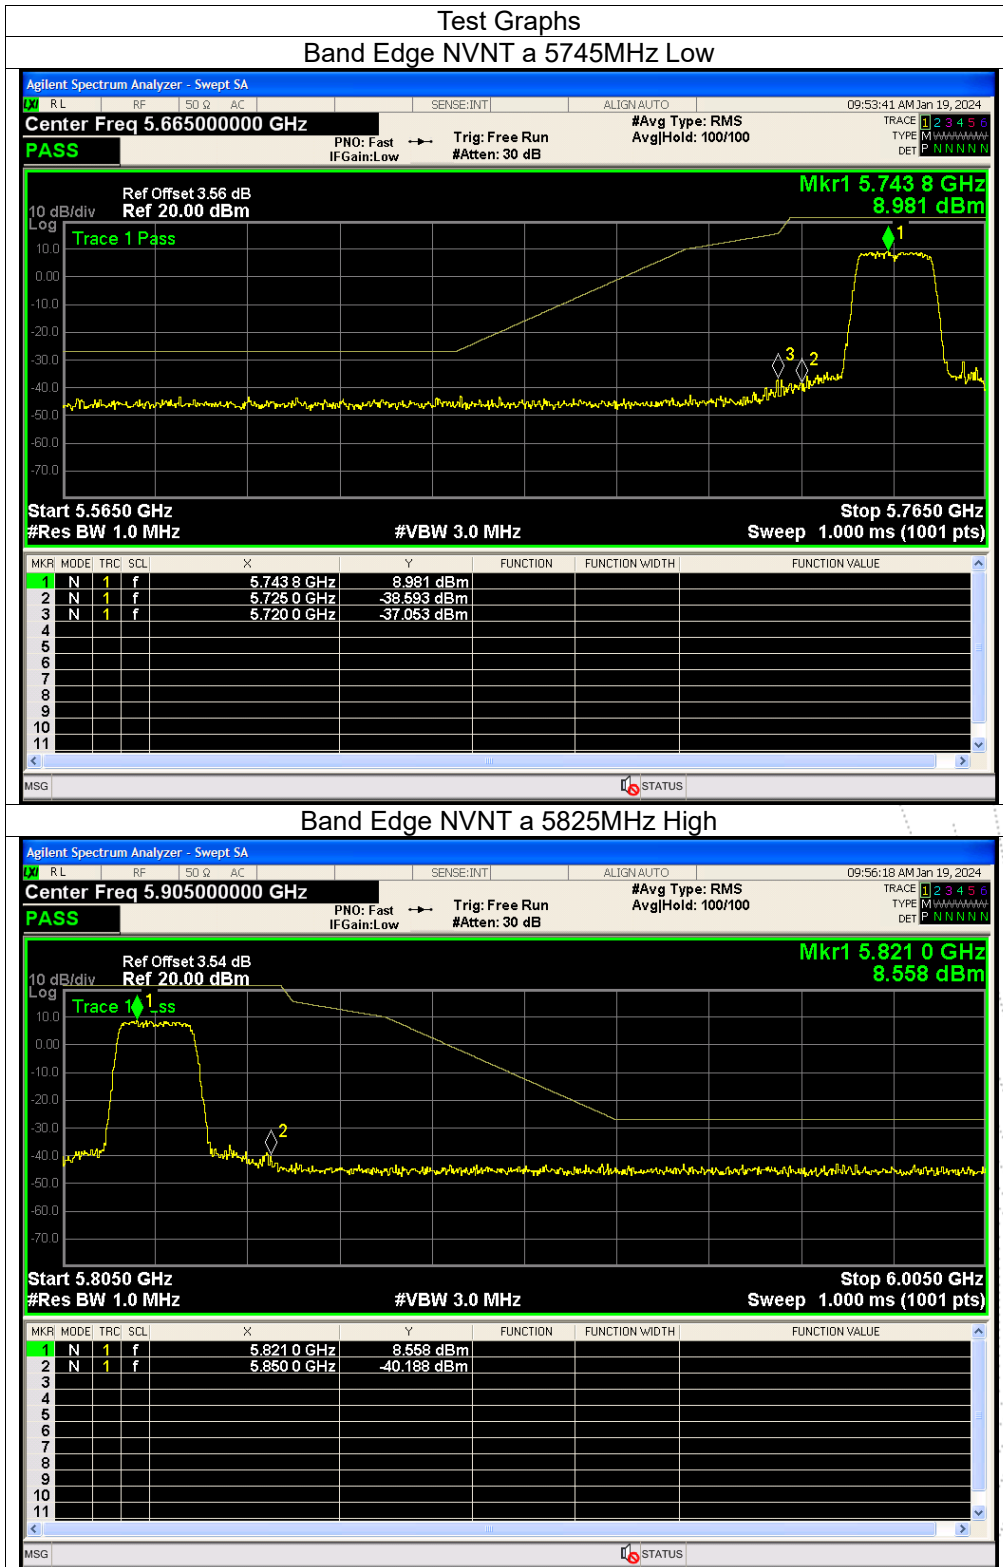 Test Graphs
Band Edge NVNT a 5745MHz Low
Agilent Spectrum Analyzer - Swept SA
LXI RL RF 50 Ω AC SENSE:INT ALIGN AUTO 09:53:41 AM Jan 19, 2024
Center Freq 5.665000000 GHz #Avg Type: RMS TRACE 1 2 3 4 5 6
PASS PNO: Fast Trig: Free Run Avg|Hold: 100/100 TYPE M
IFGain:Low #Atten: 30 dB DET P N N N N N
Mkr1 5.743 8 GHz
Ref Offset 3.56 dB
10 dB/div Ref 20.00 dBm 8.981 dBm
Log
Trace 1 Pass
1
10.0
0.00
-10.0
-20.0
-30.0
3 2
-40.0
-50.0
-60.0
-70.0
Start 5.5650 GHz Stop 5.7650 GHz
#Res BW 1.0 MHz #VBW 3.0 MHz Sweep 1.000 ms (1001 pts)
MKR MODE TRC SCL X Y FUNCTION FUNCTION WIDTH FUNCTION VALUE
1 N 1 f 5.743 8 GHz 8.981 dBm
2 N 1 f 5.725 0 GHz -38.593 dBm
3 N 1 f 5.720 0 GHz -37.053 dBm
4
5
6
7
8
9
10
11
MSG STATUS
Band Edge NVNT a 5825MHz High
Agilent Spectrum Analyzer - Swept SA
LXI RL RF 50 Ω AC SENSE:INT ALIGN AUTO 09:56:18 AM Jan 19, 2024
Center Freq 5.905000000 GHz #Avg Type: RMS TRACE 1 2 3 4 5 6
PASS PNO: Fast Trig: Free Run Avg|Hold: 100/100 TYPE M
IFGain:Low #Atten: 30 dB DET P N N N N N
Mkr1 5.821 0 GHz
Ref Offset 3.54 dB
10 dB/div Ref 20.00 dBm 8.558 dBm
Log
Trace 1 ss
1
10.0
0.00
-10.0
-20.0
-30.0
2
-40.0
-50.0
-60.0
-70.0
Start 5.8050 GHz Stop 6.0050 GHz
#Res BW 1.0 MHz #VBW 3.0 MHz Sweep 1.000 ms (1001 pts)
MKR MODE TRC SCL X Y FUNCTION FUNCTION WIDTH FUNCTION VALUE
1 N 1 f 5.821 0 GHz 8.558 dBm
2 N 1 f 5.850 0 GHz -40.188 dBm
3
4
5
6
7
8
9
10
11
MSG STATUS